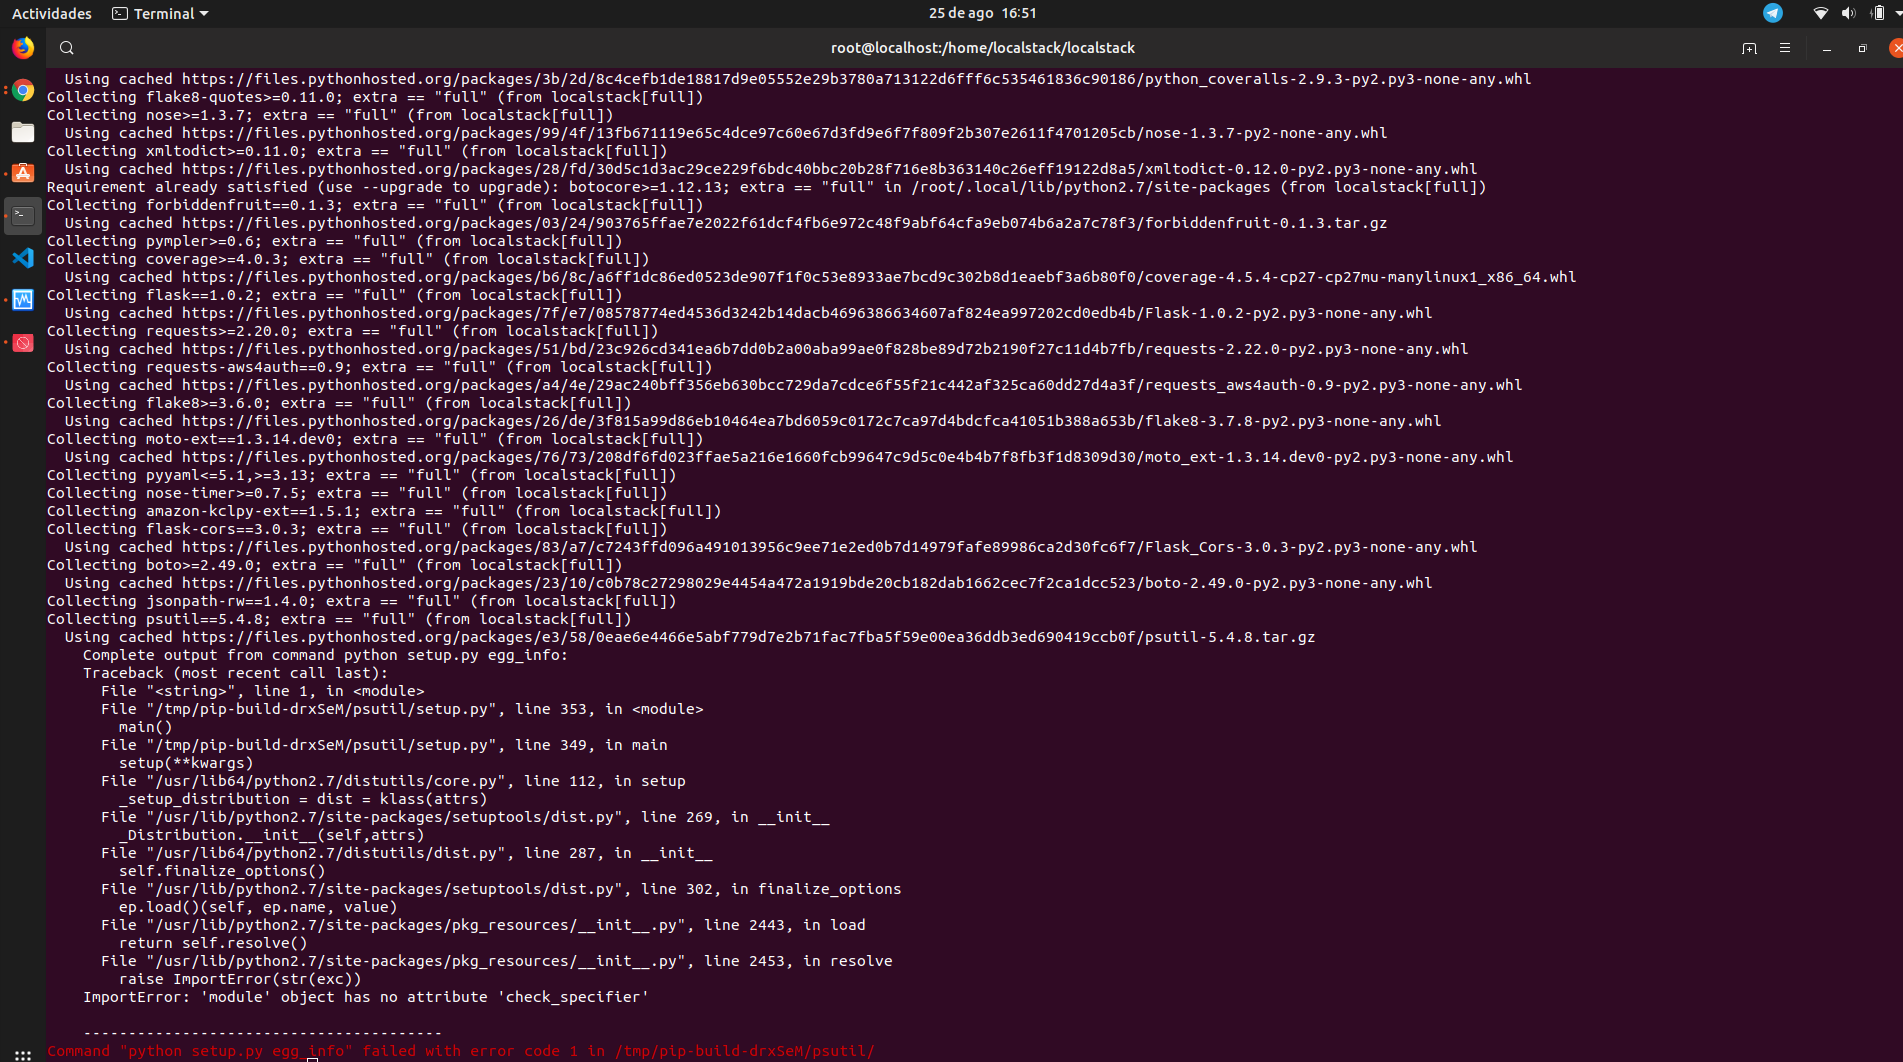 Actividades Terminal 25 de ago 16:51
root@localhost:/home/localstack/localstack
Using cached https://files.pythonhosted.org/packages/3b/2d/8c4cefb1de18817d9e05552e29b3780a713122d6fff6c535461836c90186/python_coveralls-2.9.3-py2.py3-none-any.whl
Collecting flake8-quotes>=0.11.0; extra == "full" (from localstack[full])
Collecting nose>=1.3.7; extra == "full" (from localstack[full])
Using cached https://files.pythonhosted.org/packages/99/4f/13fb671119e65c4dce97c60e67d3fd9e6f7f809f2b307e2611f4701205cb/nose-1.3.7-py2-none-any.whl
Collecting xmltodict>=0.11.0; extra == "full" (from localstack[full])
Using cached https://files.pythonhosted.org/packages/28/fd/30d5c1d3ac29ce229f6bdc40bbc20b28f716e8b363140c26eff19122d8a5/xmltodict-0.12.0-py2.py3-none-any.whl
Requirement already satisfied (use --upgrade to upgrade): botocore>=1.12.13; extra == "full" in /root/.local/lib/python2.7/site-packages (from localstack[full])
Collecting forbiddenfruit==0.1.3; extra == "full" (from localstack[full])
Using cached https://files.pythonhosted.org/packages/03/24/903765ffae7e2022f61dcf4fb6e972c48f9abf64cfa9eb074b6a2a7c78f3/forbiddenfruit-0.1.3.tar.gz
Collecting pympler>=0.6; extra == "full" (from localstack[full])
Collecting coverage>=4.0.3; extra == "full" (from localstack[full])
Using cached https://files.pythonhosted.org/packages/b6/8c/a6ff1dc86ed0523de907f1f0c53e8933ae7bcd9c302b8d1eaebf3a6b80f0/coverage-4.5.4-cp27-cp27mu-manylinux1_x86_64.whl
Collecting flask==1.0.2; extra == "full" (from localstack[full])
Using cached https://files.pythonhosted.org/packages/7f/e7/08578774ed4536d3242b14dacb4696386634607af824ea997202cd0edb4b/Flask-1.0.2-py2.py3-none-any.whl
Collecting requests>=2.20.0; extra == "full" (from localstack[full])
Using cached https://files.pythonhosted.org/packages/51/bd/23c926cd341ea6b7dd0b2a00aba99ae0f828be89d72b2190f27c11d4b7fb/requests-2.22.0-py2.py3-none-any.whl
Collecting requests-aws4auth==0.9; extra == "full" (from localstack[full])
Using cached https://files.pythonhosted.org/packages/a4/4e/29ac240bff356eb630bcc729da7cdce6f55f21c442af325ca60dd27d4a3f/requests_aws4auth-0.9-py2.py3-none-any.whl
Collecting flake8>=3.6.0; extra == "full" (from localstack[full])
Using cached https://files.pythonhosted.org/packages/26/de/3f815a99d86eb10464ea7bd6059c0172c7ca97d4bdcfca41051b388a653b/flake8-3.7.8-py2.py3-none-any.whl
Collecting moto-ext==1.3.14.dev0; extra == "full" (from localstack[full])
Using cached https://files.pythonhosted.org/packages/76/73/208df6fd023ffae5a216e1660fcb99647c9d5c0e4b4b7f8fb3f1d8309d30/moto_ext-1.3.14.dev0-py2.py3-none-any.whl
Collecting pyyaml<=5.1,>=3.13; extra == "full" (from localstack[full])
Collecting nose-timer>=0.7.5; extra == "full" (from localstack[full])
Collecting amazon-kclpy-ext==1.5.1; extra == "full" (from localstack[full])
Collecting flask-cors==3.0.3; extra == "full" (from localstack[full])
Using cached https://files.pythonhosted.org/packages/83/a7/c7243ffd096a491013956c9ee71e2ed0b7d14979fafe89986ca2d30fc6f7/Flask_Cors-3.0.3-py2.py3-none-any.whl
Collecting boto>=2.49.0; extra == "full" (from localstack[full])
Using cached https://files.pythonhosted.org/packages/23/10/c0b78c27298029e4454a472a1919bde20cb182dab1662cec7f2ca1dcc523/boto-2.49.0-py2.py3-none-any.whl
Collecting jsonpath-rw==1.4.0; extra == "full" (from localstack[full])
Collecting psutil==5.4.8; extra == "full" (from localstack[full])
Using cached https://files.pythonhosted.org/packages/e3/58/0eae6e4466e5abf779d7e2b71fac7fba5f59e00ea36ddb3ed690419ccb0f/psutil-5.4.8.tar.gz
Complete output from command python setup.py egg_info:
Traceback (most recent call last):
File "<string>", line 1, in <module>
File "/tmp/pip-build-drxSeM/psutil/setup.py", line 353, in <module>
main()
File "/tmp/pip-build-drxSeM/psutil/setup.py", line 349, in main
setup(**kwargs)
File "/usr/lib64/python2.7/distutils/core.py", line 112, in setup
_setup_distribution = dist = klass(attrs)
File "/usr/lib/python2.7/site-packages/setuptools/dist.py", line 269, in __init__
_Distribution.__init__(self,attrs)
File "/usr/lib64/python2.7/distutils/dist.py", line 287, in __init__
self.finalize_options()
File "/usr/lib/python2.7/site-packages/setuptools/dist.py", line 302, in finalize_options
ep.load()(self, ep.name, value)
File "/usr/lib/python2.7/site-packages/pkg_resources/__init__.py", line 2443, in load
return self.resolve()
File "/usr/lib/python2.7/site-packages/pkg_resources/__init__.py", line 2453, in resolve
raise ImportError(str(exc))
ImportError: 'module' object has no attribute 'check_specifier'
----------------------------------------
Command "python setup.py egg_info" failed with error code 1 in /tmp/pip-build-drxSeM/psutil/